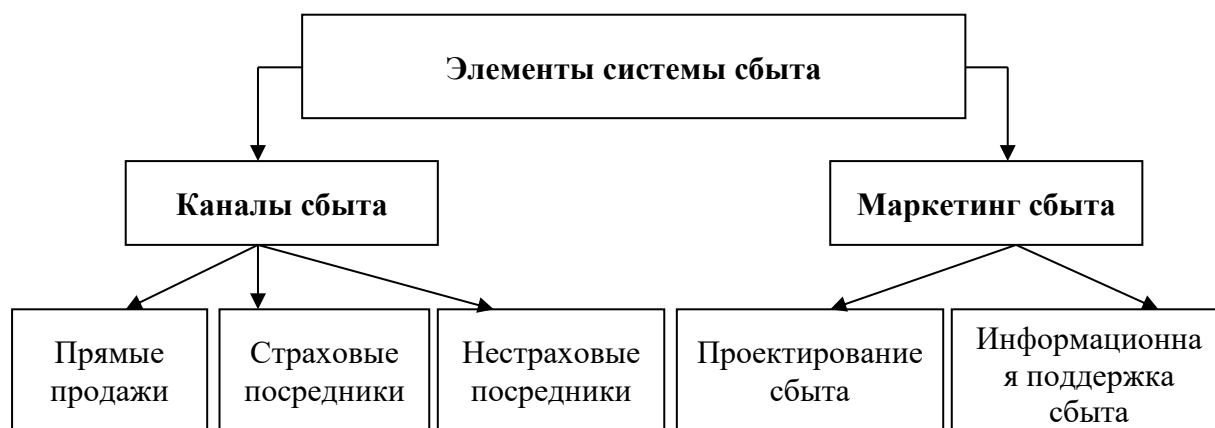 Элементы системы сбыта
Каналы сбыта
Маркетинг сбыта
Прямые
продажи
Страховые
посредники
Нестраховые
посредники
Проектирование
сбыта
Информационна
я поддержка
сбыта